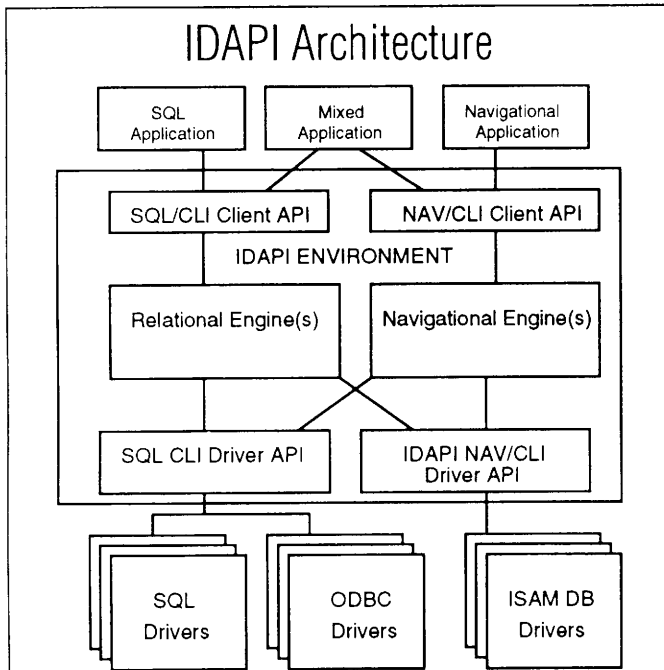 IDAPI Architecture
SQL
Application
Mixed
Application
Navigational
Application
SQL/CLI Client API
NAV/CLI Client API
IDAPI ENVIRONMENT
Relational Engine(s)
Navigational Engine(s)
SQL CLI Driver API
IDAPI NAV/CLI
Driver API
SQL
Drivers
ODBC
Drivers
ISAM DB
Drivers